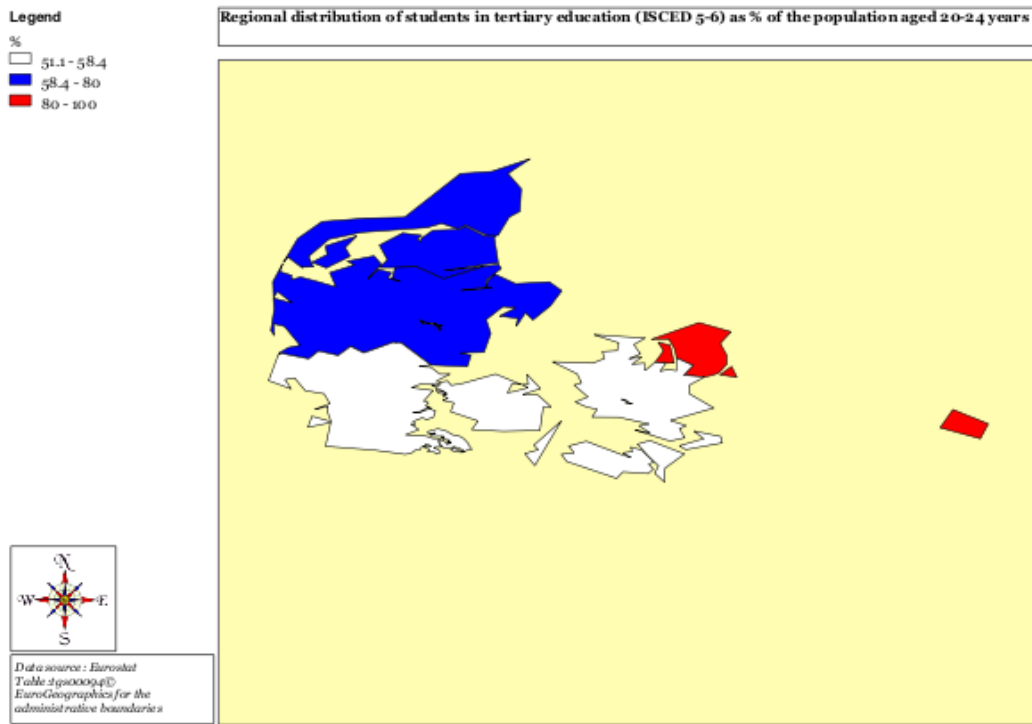 Legend
%
51.1 - 58.4
58.4 - 80
80 - 100
Regional distribution of students in tertiary education (ISCED 5-6) as % of the population aged 20-24 years
N
W E
S
Data source : Eurostat
Table :tgs00094©
EuroGeographics for the
administrative boundaries